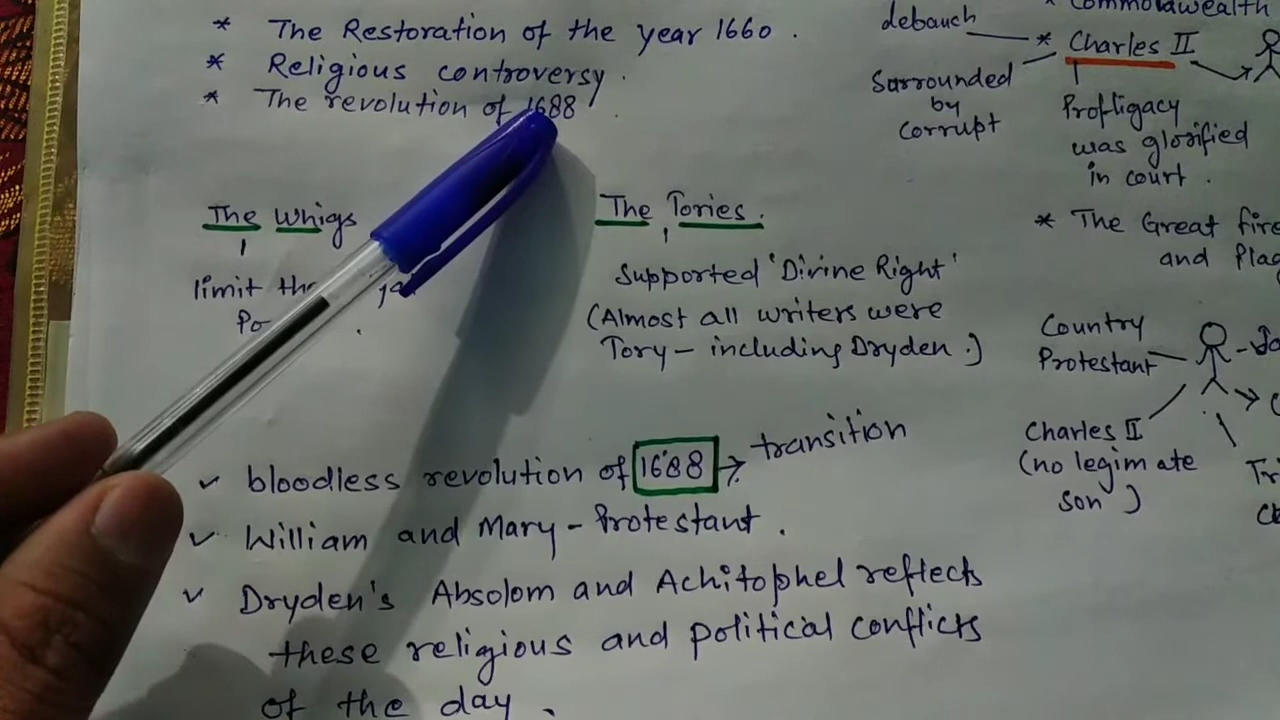 * The Restoration of the year 1660.
* Religious controversy.
* The revolution of 1688.
The Whigs
limit the
Po
The Tories.
Supported 'Divine Right'
(Almost all writers were
Tory - including Dryden.)
✓ bloodless revolution of 1688 → transition
✓ William and Mary - Protestant.
✓ Dryden's Absolom and Achitophel reflects
these religious and political conflicts
of the day.
* Commonawealth
debauch
* Charles II
Sarrounded
by
corrupt
Profligacy
was glorified
in court.
* The Great fire
and Plag
Country
Protestant
Charles II
(no legimate
son)